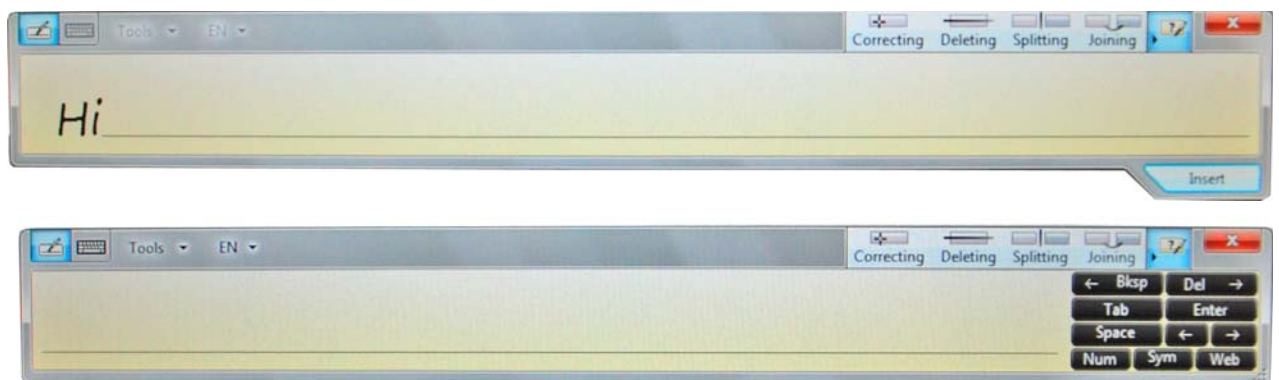 Tools EN Correcting Deleting Splitting Joining
Hi
Insert
Tools EN Correcting Deleting Splitting Joining
← Bksp Del →
Tab Enter
Space ← →
Num Sym Web